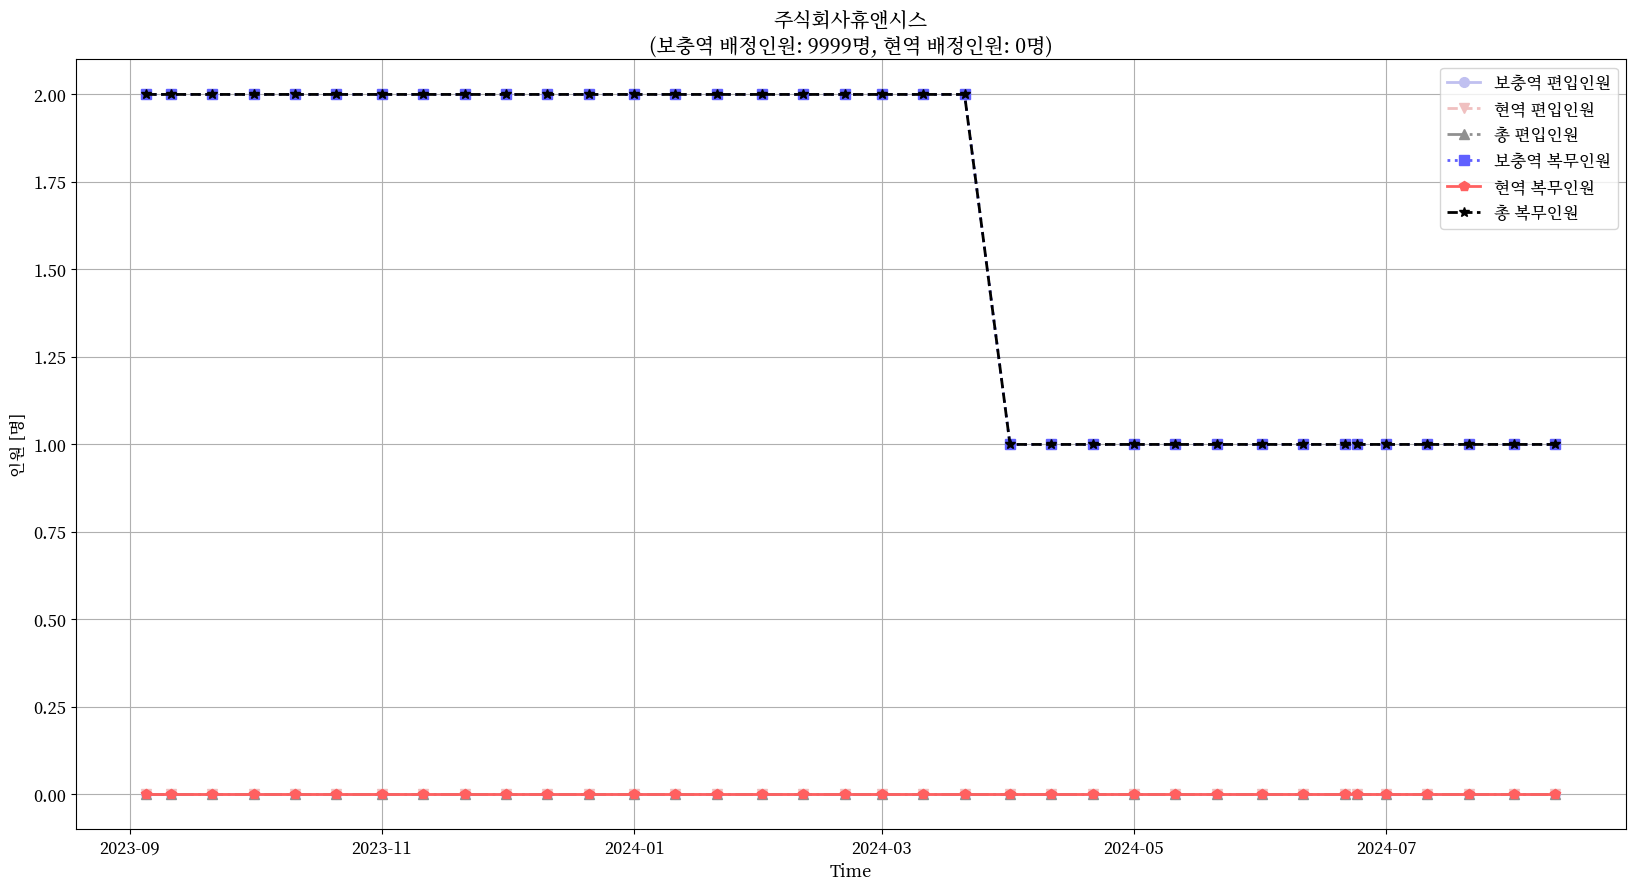 주식회사휴앤시스
(보충역 배정인원: 9999명, 현역 배정인원: 0명)
보충역 편입인원
현역 편입인원
총 편입인원
보충역 복무인원
현역 복무인원
총 복무인원
인원 [명]
2.00
1.75
1.50
1.25
1.00
0.75
0.50
0.25
0.00
2023-09
2023-11
2024-01
2024-03
2024-05
2024-07
Time